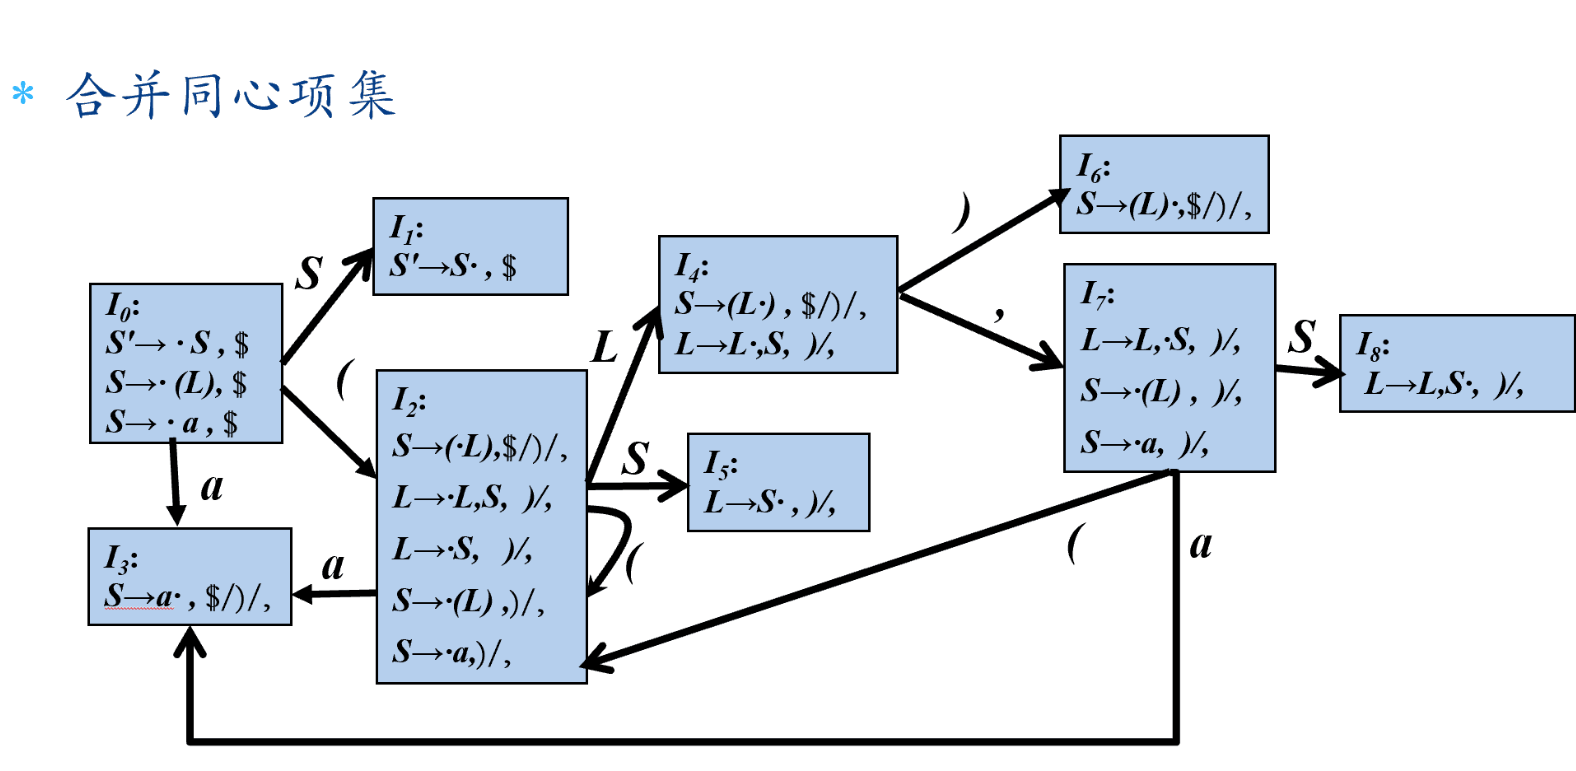 * 合并同心项集
I0:
S'→ ·S , $
S→· (L), $
S→ · a , $
S
(
a
I1:
S'→S· , $
I2:
S→(·L),$/)/,
L→·L,S, )/,
L→·S, )/,
S→·(L) ,)/,
S→·a,)/,
a
I3:
S→a· , $/)/,
L
S
(
I4:
S→(L·) , $/)/,
L→L·,S, )/,
I5:
L→S· , )/,
)
,
I6:
S→(L)·,$/)/,
I7:
L→L,·S, )/,
S→·(L) , )/,
S→·a, )/,
S
(
a
I8:
L→L,S·, )/,